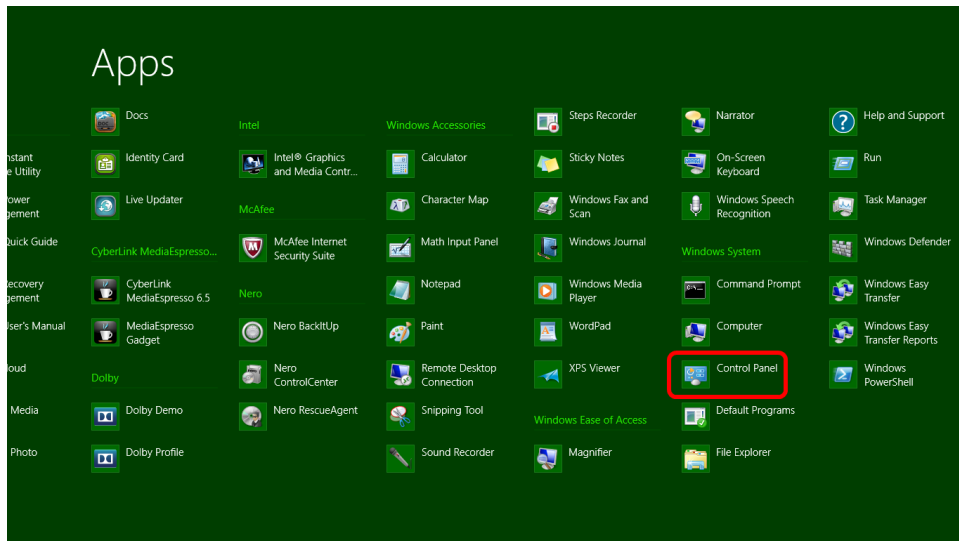 Apps
nstant
e Utility
ower
gement
Quick Guide
ecovery
gement
User's Manual
loud
Media
Photo
Docs
Identity Card
Live Updater
CyberLink MediaEspresso...
CyberLink
MediaEspresso 6.5
MediaEspresso
Gadget
Dolby
Dolby Demo
Dolby Profile
Intel
Intel® Graphics
and Media Contr...
McAfee
McAfee Internet
Security Suite
Nero
Nero BackItUp
Nero
ControlCenter
Nero RescueAgent
Windows Accessories
Calculator
Character Map
Math Input Panel
Notepad
Paint
Remote Desktop
Connection
Snipping Tool
Sound Recorder
Steps Recorder
Sticky Notes
Windows Fax and
Scan
Windows Journal
Windows Media
Player
WordPad
XPS Viewer
Windows Ease of Access
Magnifier
Narrator
On-Screen
Keyboard
Windows Speech
Recognition
Windows System
Command Prompt
Computer
Control Panel
Default Programs
File Explorer
Help and Support
Run
Task Manager
Windows Defender
Windows Easy
Transfer
Windows Easy
Transfer Reports
Windows
PowerShell